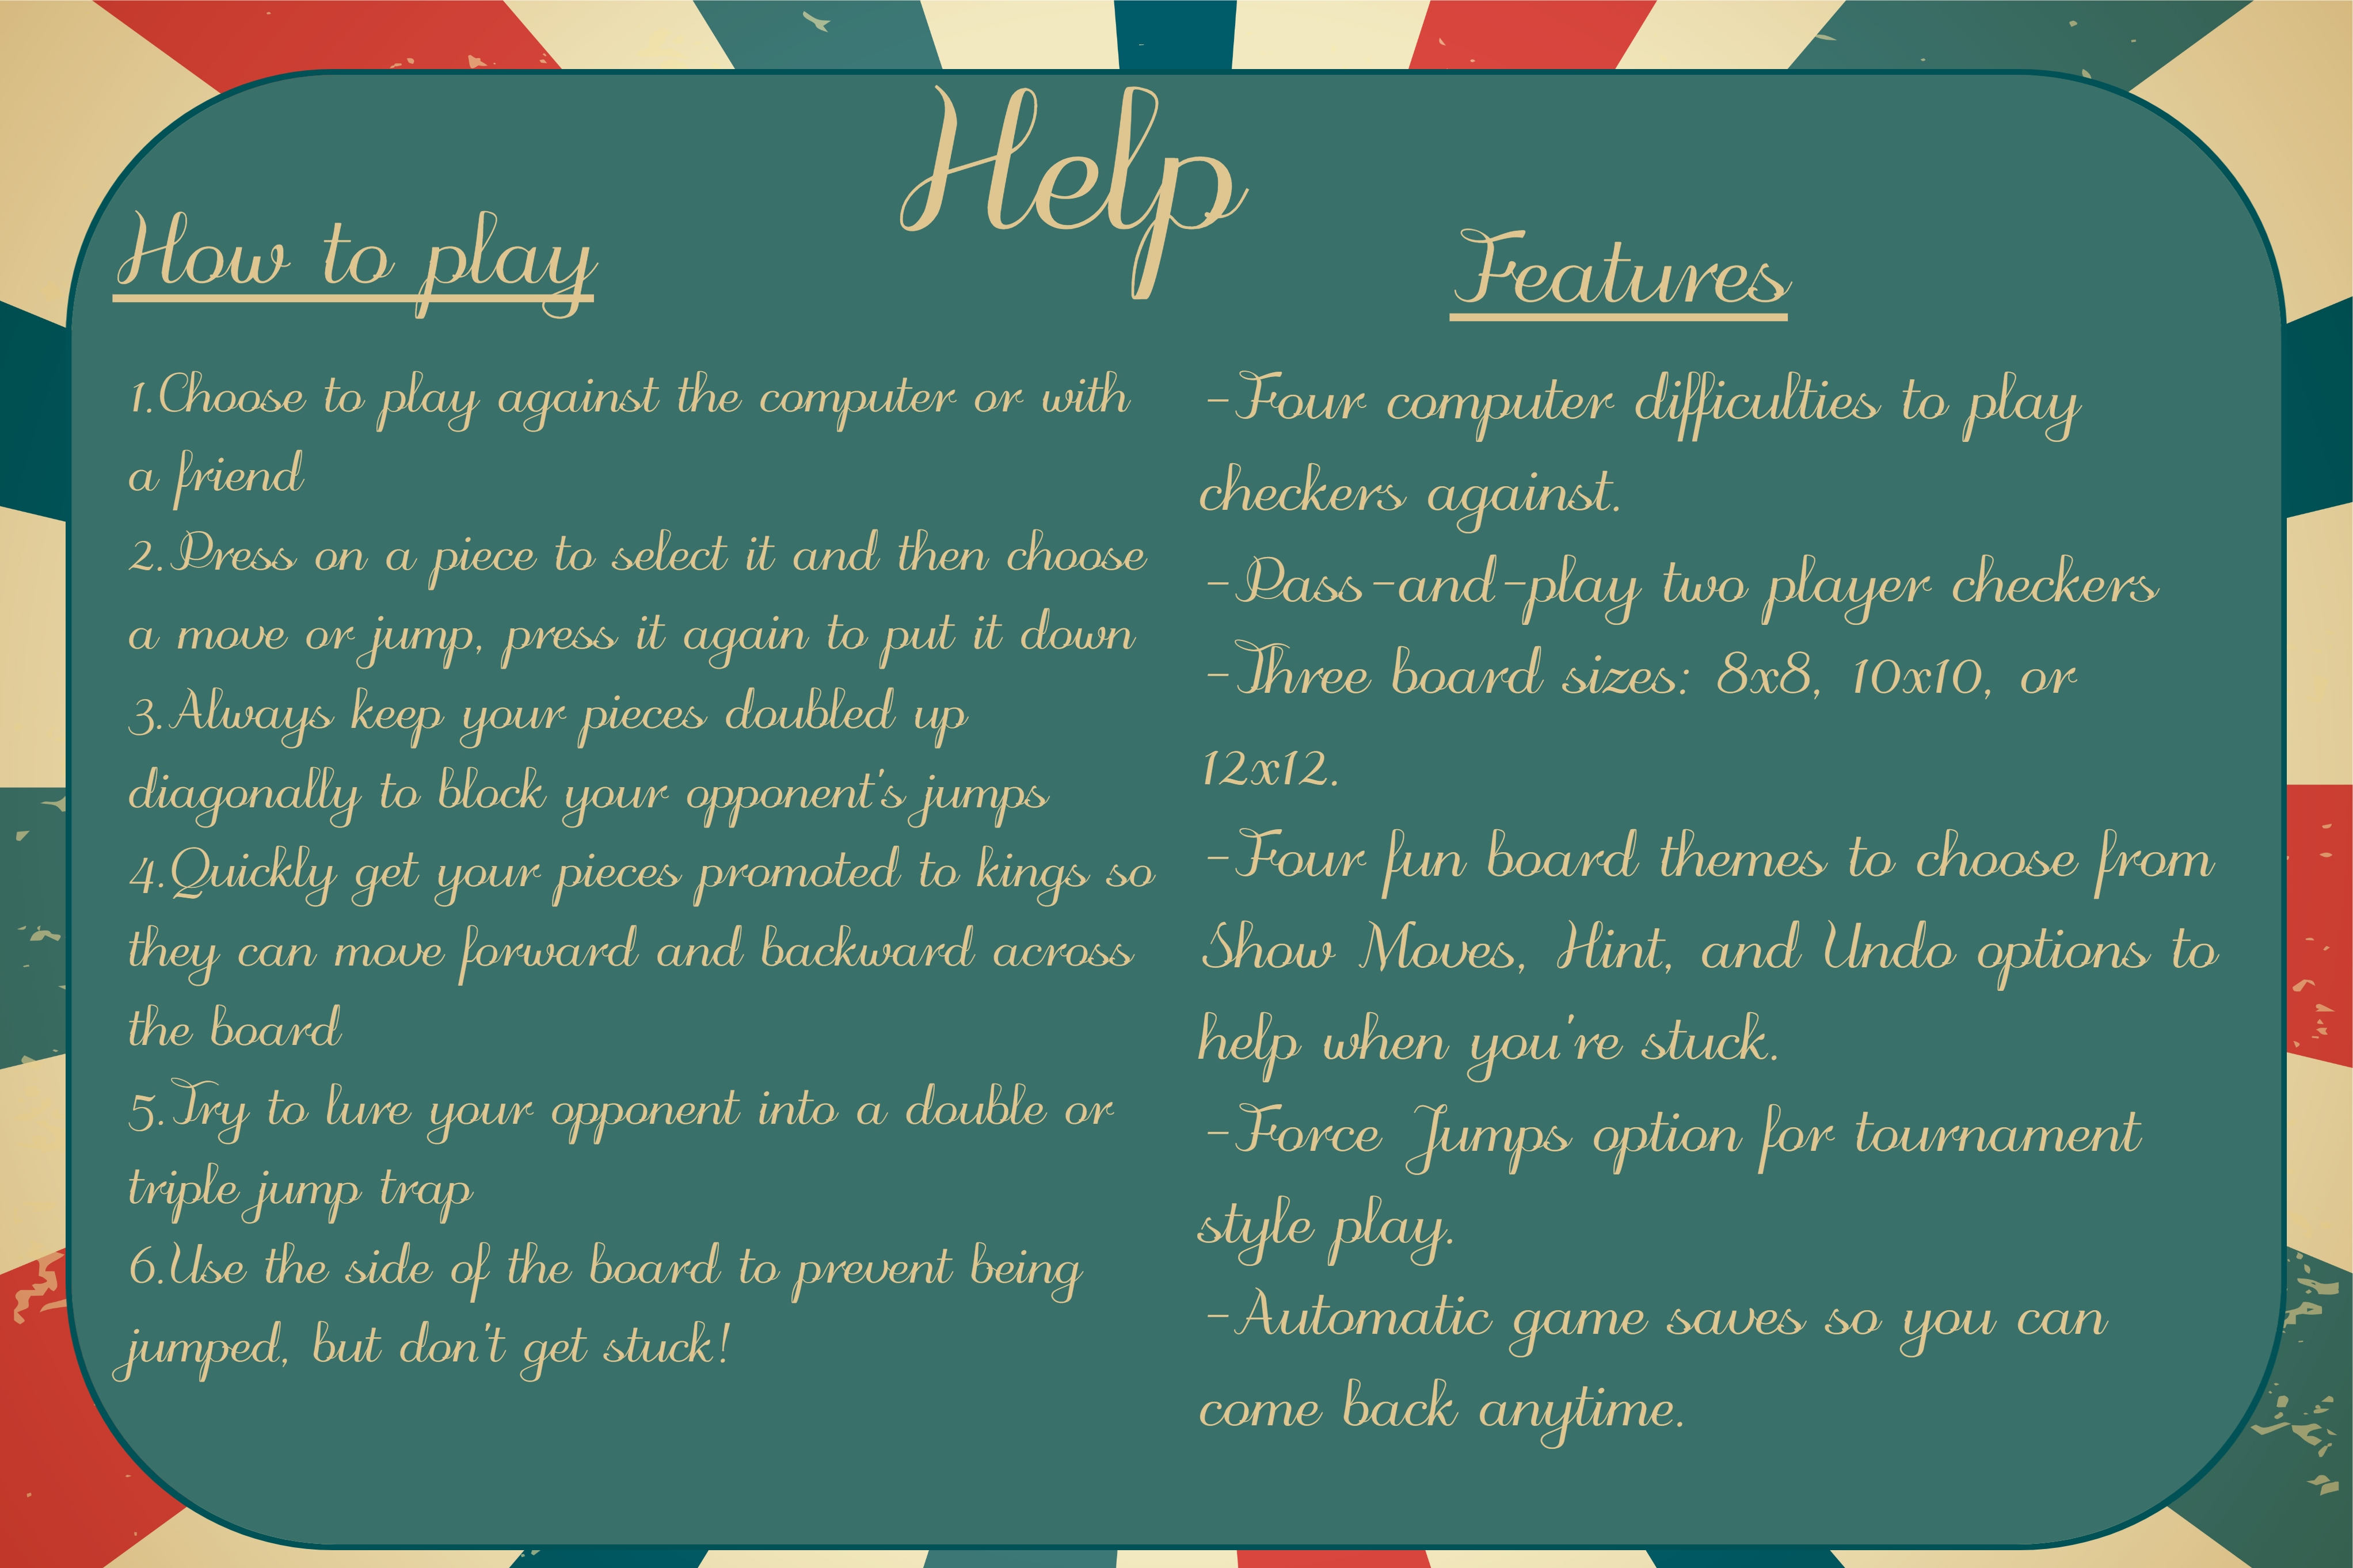 Help
How to play
1.Choose to play against the computer or with
a friend
2.Press on a piece to select it and then choose
a move or jump, press it again to put it down
3.Always keep your pieces doubled up
diagonally to block your opponent's jumps
4.Quickly get your pieces promoted to kings so
they can move forward and backward across
the board
5.Try to lure your opponent into a double or
triple jump trap
6.Use the side of the board to prevent being
jumped, but don't get stuck!
Features
-Four computer difficulties to play
checkers against.
-Pass-and-play two player checkers
-Three board sizes: 8x8, 10x10, or
12x12.
-Four fun board themes to choose from
Show Moves, Hint, and Undo options to
help when you're stuck.
-Force Jumps option for tournament
style play.
-Automatic game saves so you can
come back anytime.